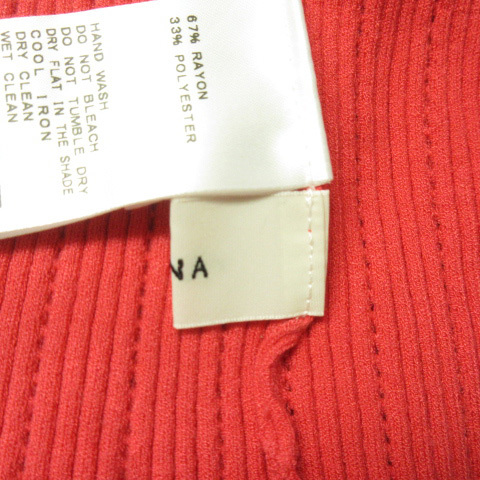 67% RAYON
33% POLYESTER
HAND WASH
DO NOT BLEACH
DO NOT TUMBLE DRY
DRY FLAT IN THE SHADE
COOL IRON
DRY CLEAN
WET CLEAN
NA